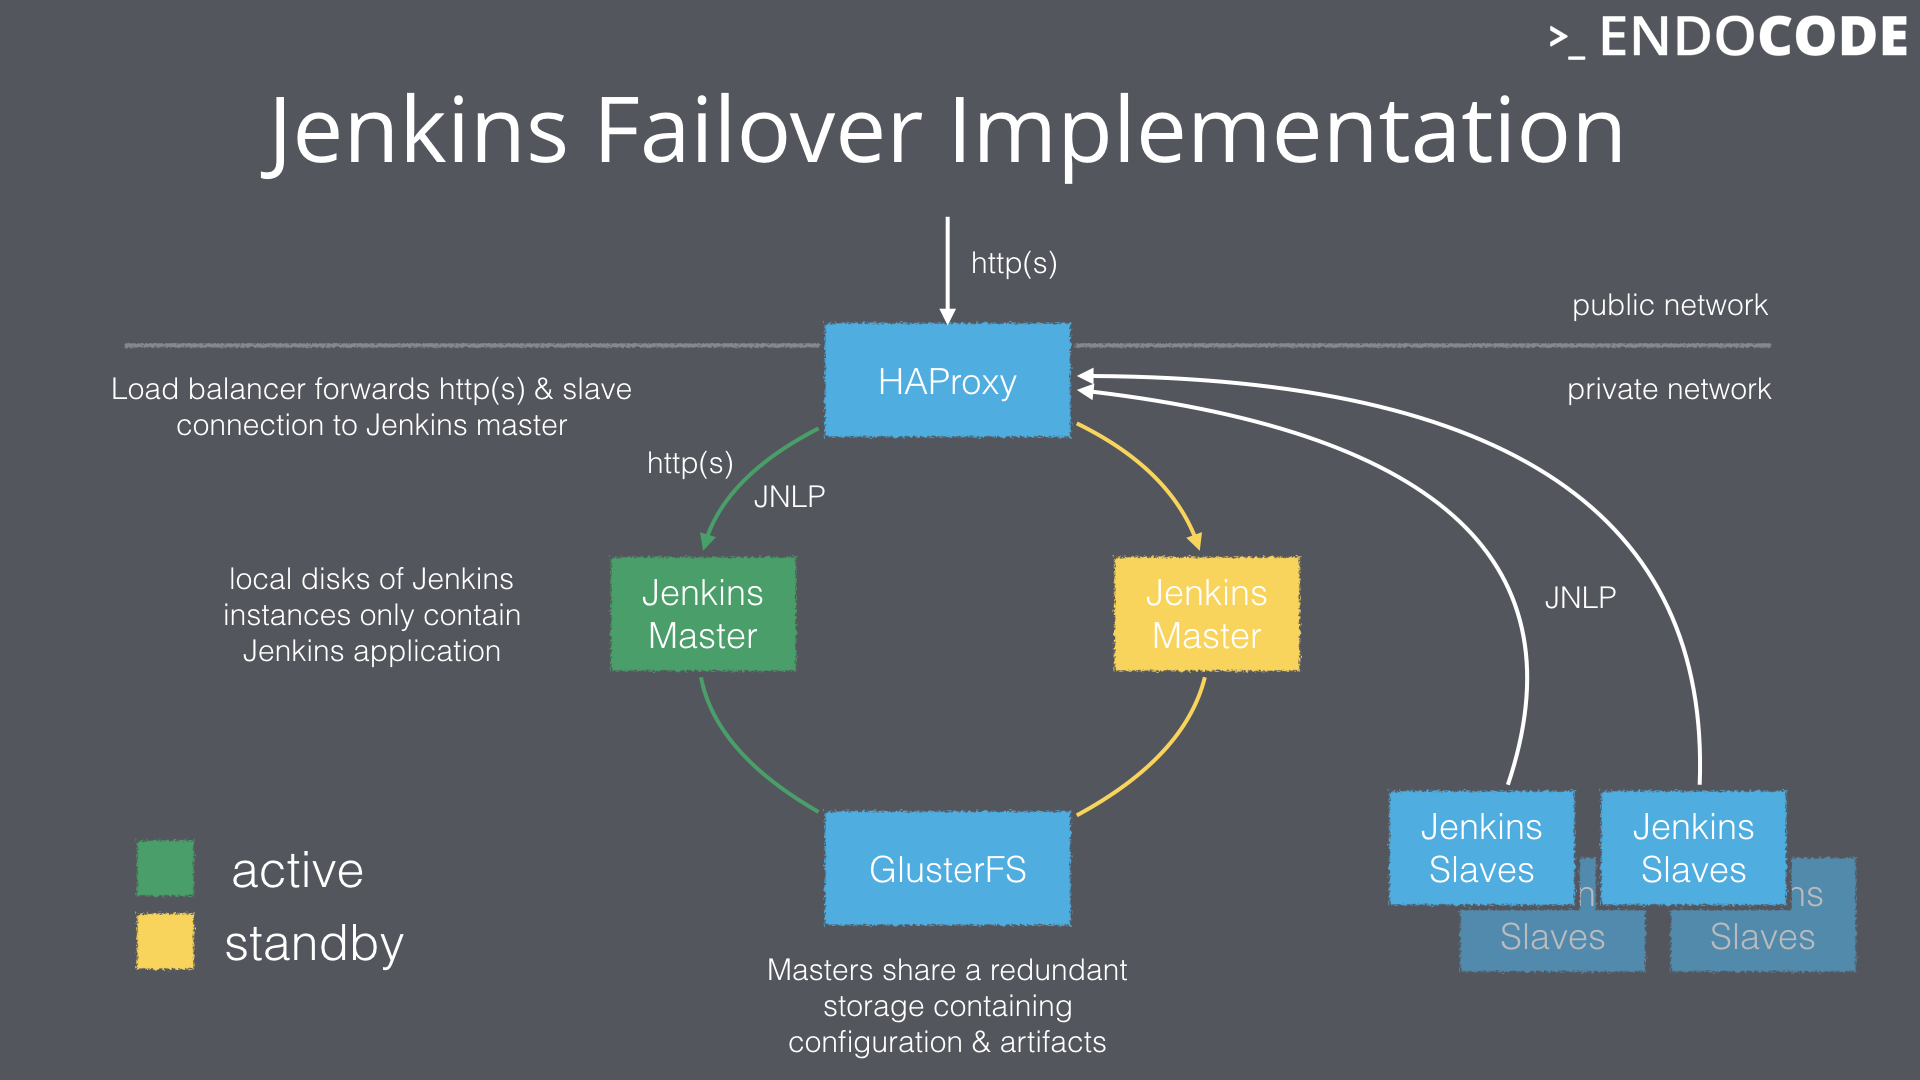 >_ ENDOCODE
Jenkins Failover Implementation
http(s)
public network
HAProxy
private network
Load balancer forwards http(s) & slave
connection to Jenkins master
http(s)
JNLP
local disks of Jenkins
instances only contain
Jenkins application
Jenkins
Master
Jenkins
Master
JNLP
active
standby
GlusterFS
Masters share a redundant
storage containing
configuration & artifacts
Jenkins
Slaves
Jenkins
Slaves
Slaves
Slaves